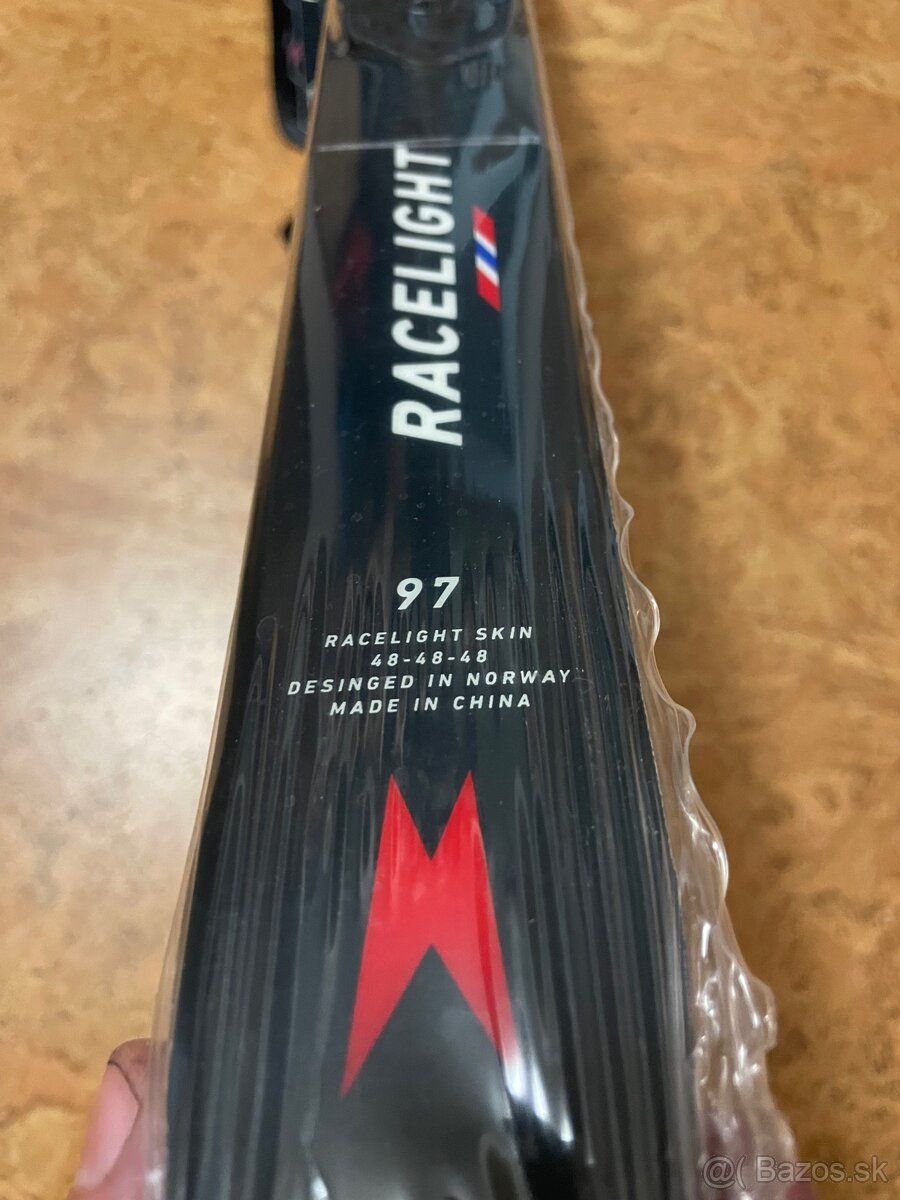 RACELIGHT
97
RACELIGHT SKIN
48-48-48
DESINGED IN NORWAY
MADE IN CHINA
@( Bazos.sk